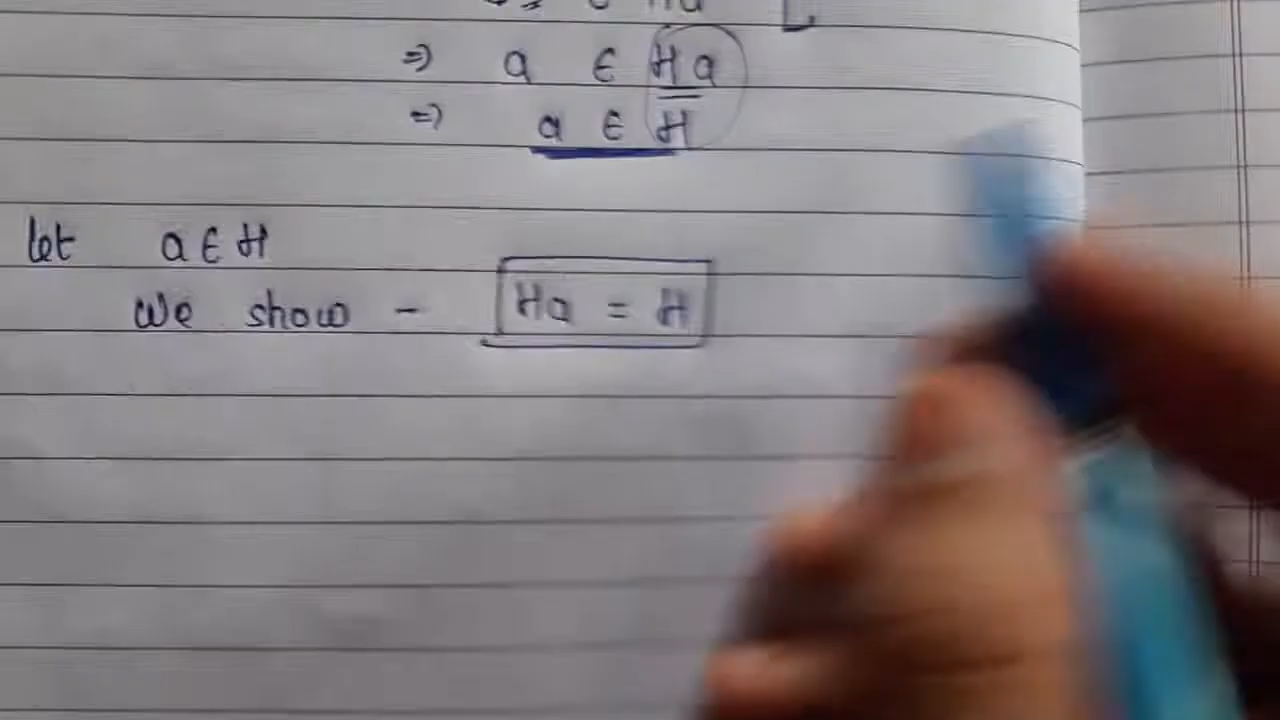 ⇒ a ∈ Ha
⇒ a ∈ H
let a ∈ H
We show - Ha = H